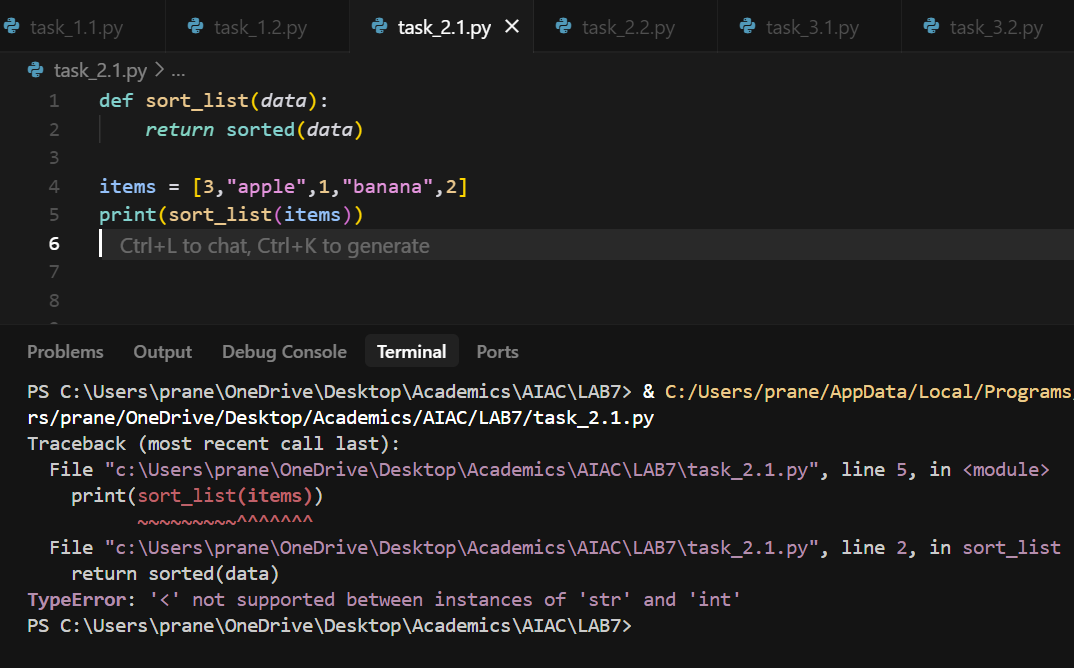 task_1.1.py task_1.2.py task_2.1.py task_2.2.py task_3.1.py task_3.2.py
task_2.1.py > ...
1 def sort_list(data):
2     return sorted(data)
3
4 items = [3,"apple",1,"banana",2]
5 print(sort_list(items))
6 Ctrl+L to chat, Ctrl+K to generate
7
8
Problems Output Debug Console Terminal Ports
PS C:\Users\prane\OneDrive\Desktop\Academics\AIAC\LAB7> & C:/Users/prane/AppData/Local/Programs
rs/prane/OneDrive/Desktop/Academics/AIAC/LAB7/task_2.1.py
Traceback (most recent call last):
  File "c:\Users\prane\OneDrive\Desktop\Academics\AIAC\LAB7\task_2.1.py", line 5, in <module>
    print(sort_list(items))
          ~~~~~~~~~^^^^^^^
  File "c:\Users\prane\OneDrive\Desktop\Academics\AIAC\LAB7\task_2.1.py", line 2, in sort_list
    return sorted(data)
TypeError: '<' not supported between instances of 'str' and 'int'
PS C:\Users\prane\OneDrive\Desktop\Academics\AIAC\LAB7>